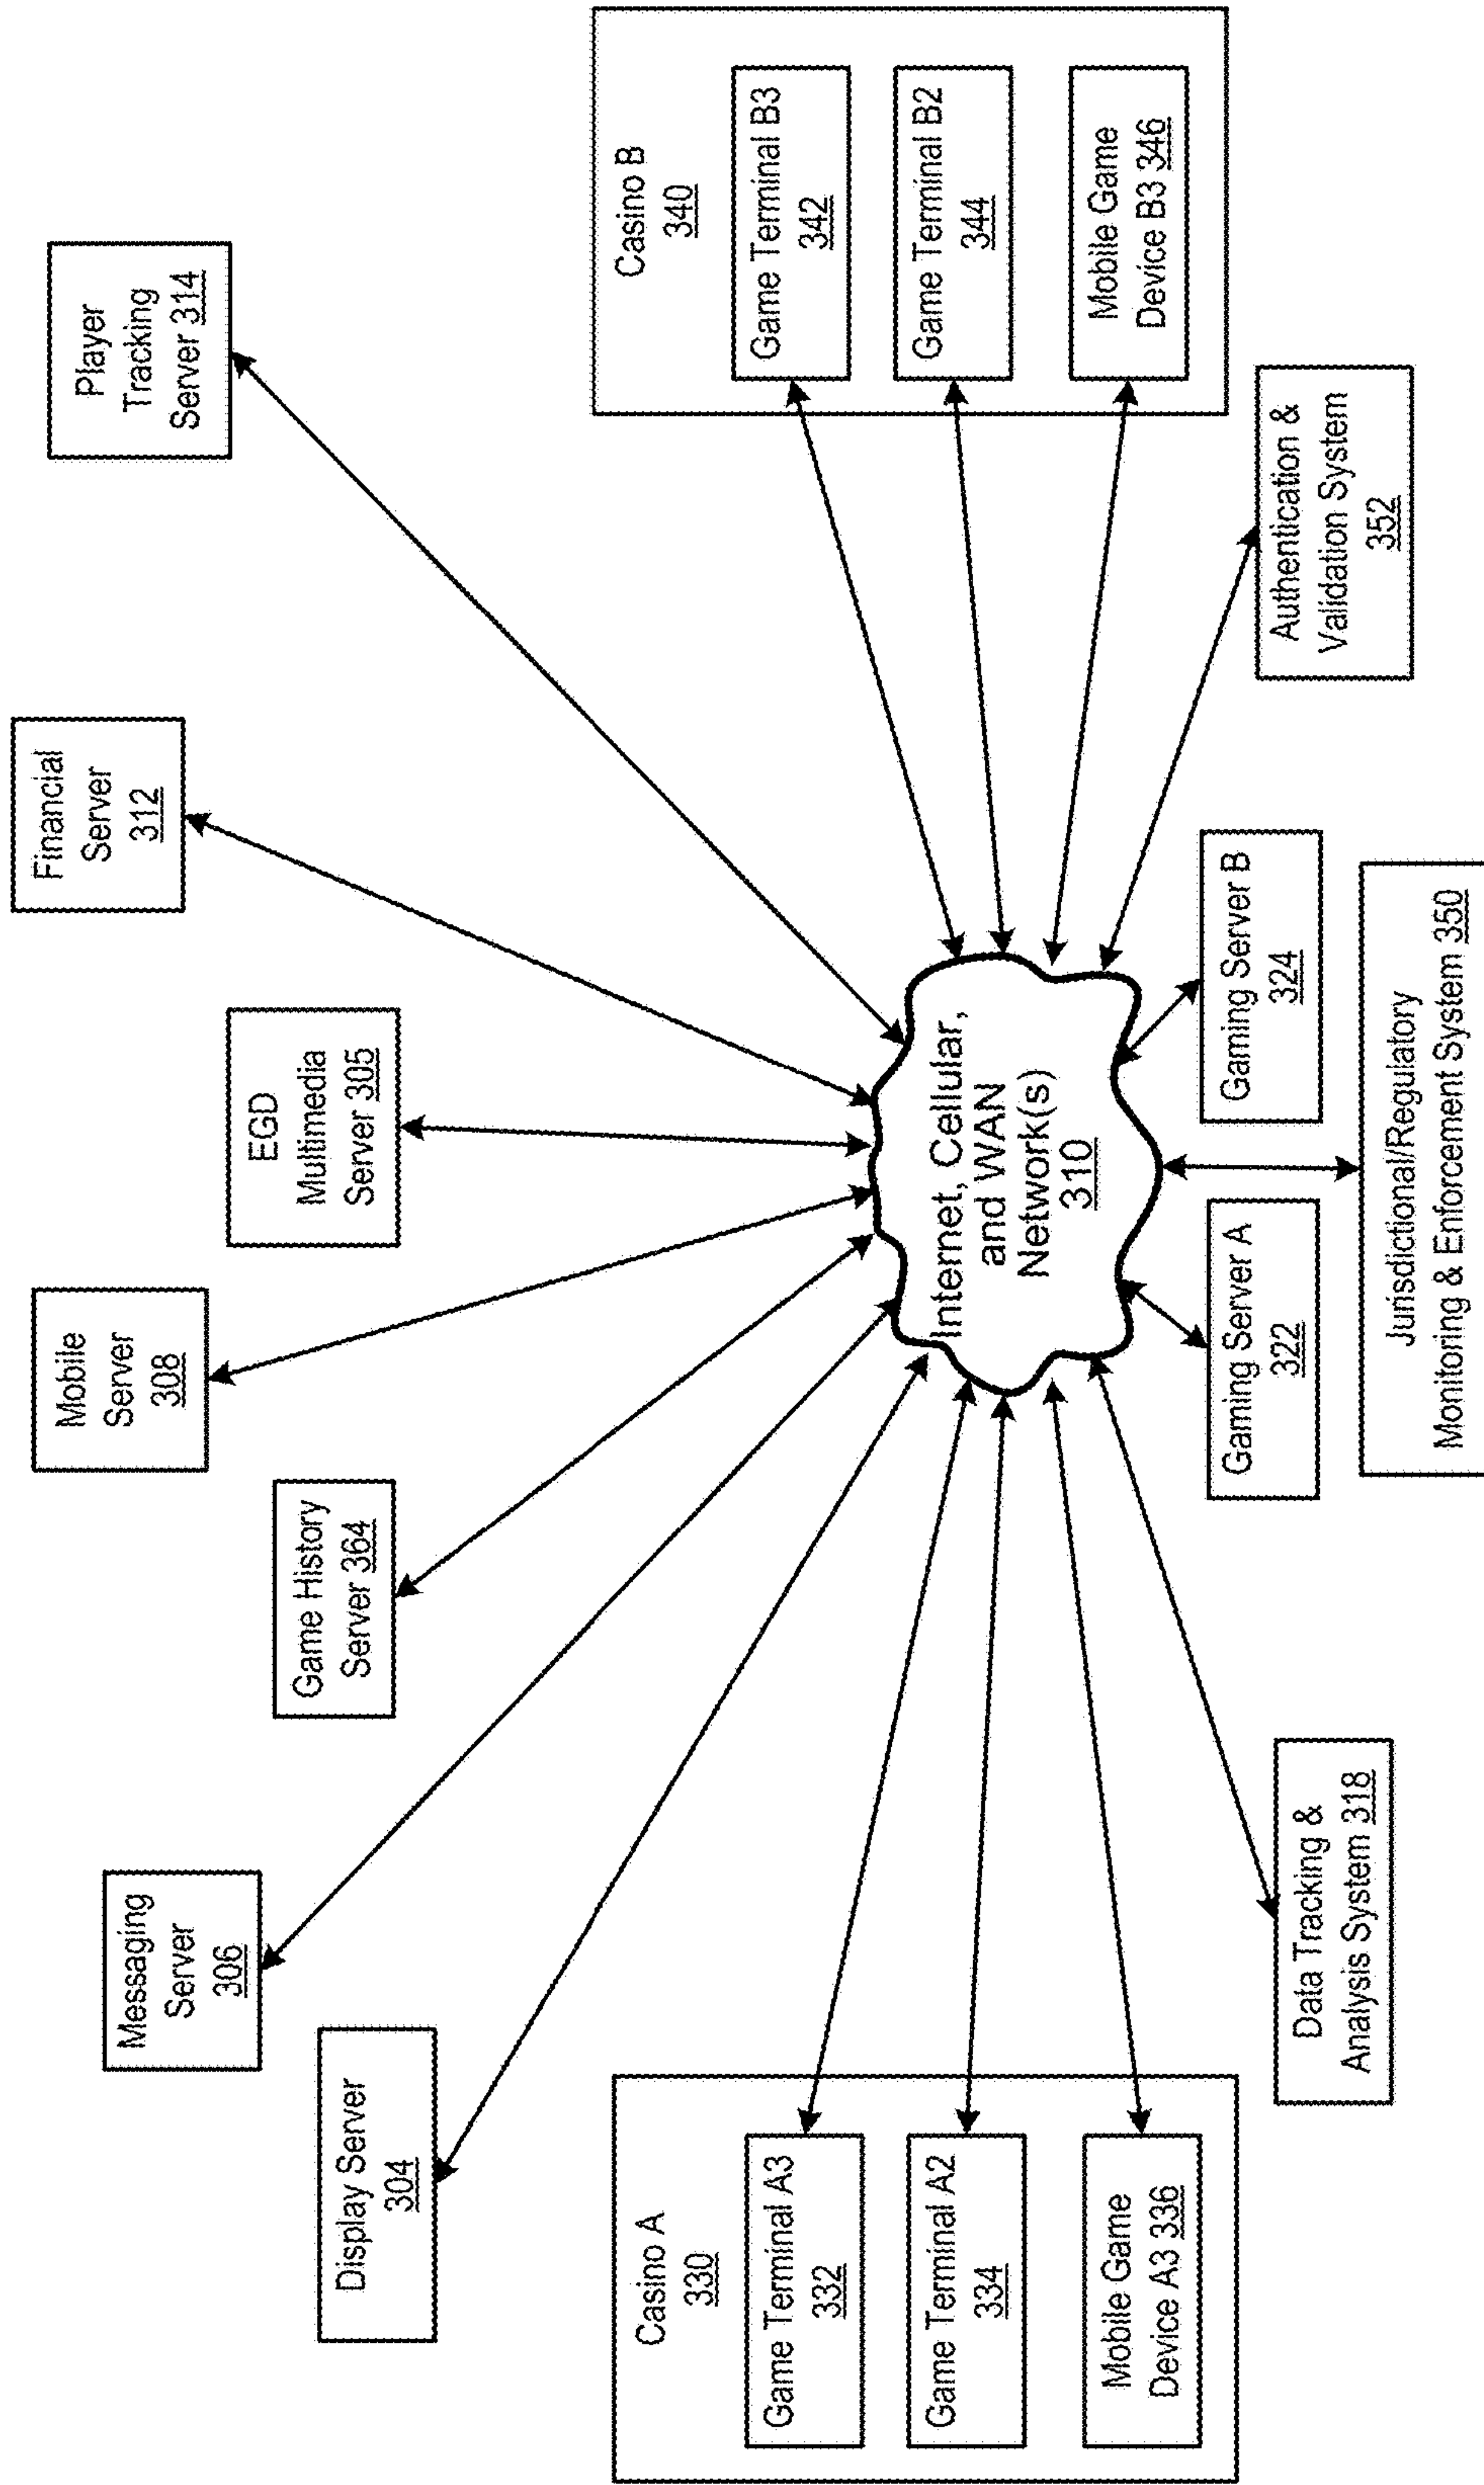 Player
Tracking
Server 314
Financial
Server
312
EGD
Multimedia
Server 305
Mobile
Server
308
Game History
Server 364
Messaging
Server
306
Display Server
304
Casino A
330
Game Terminal A3
332
Game Terminal A2
334
Mobile Game
Device A3 336
Internet, Cellular,
and WAN
Network(s)
310
Casino B
340
Game Terminal B3
342
Game Terminal B2
344
Mobile Game
Device B3 346
Data Tracking &
Analysis System 318
Gaming Server A
322
Gaming Server B
324
Authentication &
Validation System
352
Jurisdictional/Regulatory
Monitoring & Enforcement System 350